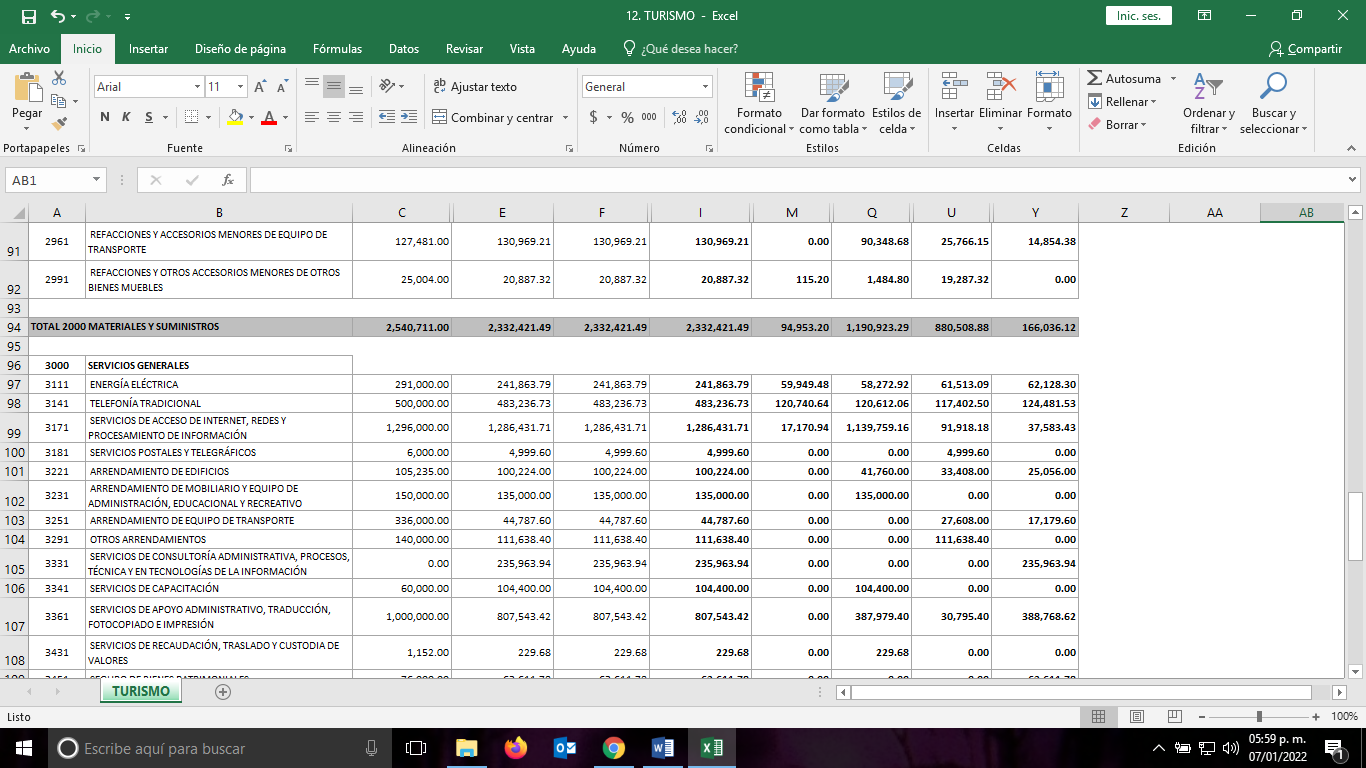 12. TURISMO - Excel
Inic. ses.
Archivo Inicio Insertar Diseño de página Fórmulas Datos Revisar Vista Ayuda ¿Qué desea hacer? Compartir
Pegar
Arial 11
Ajustar texto
General
Autosuma
N K S
Combinar y centrar
$ % 000
Formato condicional
Dar formato como tabla
Estilos de celda
Insertar Eliminar Formato
Rellenar
Borrar
Ordenar y filtrar
Buscar y seleccionar
Portapapeles Fuente Alineación Número Estilos Celdas Edición
AB1 fx
A B C E F I M Q U Y Z AA AB
91 2961 REFACCIONES Y ACCESORIOS MENORES DE EQUIPO DE TRANSPORTE 127,481.00 130,969.21 130,969.21 130,969.21 0.00 90,348.68 25,766.15 14,854.38
92 2991 REFACCIONES Y OTROS ACCESORIOS MENORES DE OTROS BIENES MUEBLES 25,004.00 20,887.32 20,887.32 20,887.32 115.20 1,484.80 19,287.32 0.00
93
94 TOTAL 2000 MATERIALES Y SUMINISTROS 2,540,711.00 2,332,421.49 2,332,421.49 2,332,421.49 94,953.20 1,190,923.29 880,508.88 166,036.12
95
96 3000 SERVICIOS GENERALES
97 3111 ENERGÍA ELÉCTRICA 291,000.00 241,863.79 241,863.79 241,863.79 59,949.48 58,272.92 61,513.09 62,128.30
98 3141 TELEFONÍA TRADICIONAL 500,000.00 483,236.73 483,236.73 483,236.73 120,740.64 120,612.06 117,402.50 124,481.53
99 3171 SERVICIOS DE ACCESO DE INTERNET, REDES Y PROCESAMIENTO DE INFORMACIÓN 1,296,000.00 1,286,431.71 1,286,431.71 1,286,431.71 17,170.94 1,139,759.16 91,918.18 37,583.43
100 3181 SERVICIOS POSTALES Y TELEGRÁFICOS 6,000.00 4,999.60 4,999.60 4,999.60 0.00 0.00 4,999.60 0.00
101 3221 ARRENDAMIENTO DE EDIFICIOS 105,235.00 100,224.00 100,224.00 100,224.00 0.00 41,760.00 33,408.00 25,056.00
102 3231 ARRENDAMIENTO DE MOBILIARIO Y EQUIPO DE ADMINISTRACIÓN, EDUCACIONAL Y RECREATIVO 150,000.00 135,000.00 135,000.00 135,000.00 0.00 135,000.00 0.00 0.00
103 3251 ARRENDAMIENTO DE EQUIPO DE TRANSPORTE 336,000.00 44,787.60 44,787.60 44,787.60 0.00 0.00 27,608.00 17,179.60
104 3291 OTROS ARRENDAMIENTOS 140,000.00 111,638.40 111,638.40 111,638.40 0.00 0.00 111,638.40 0.00
105 3331 SERVICIOS DE CONSULTORÍA ADMINISTRATIVA, PROCESOS, TÉCNICA Y EN TECNOLOGÍAS DE LA INFORMACIÓN 0.00 235,963.94 235,963.94 235,963.94 0.00 0.00 0.00 235,963.94
106 3341 SERVICIOS DE CAPACITACIÓN 60,000.00 104,400.00 104,400.00 104,400.00 0.00 104,400.00 0.00 0.00
107 3361 SERVICIOS DE APOYO ADMINISTRATIVO, TRADUCCIÓN, FOTOCOPIADO E IMPRESIÓN 1,000,000.00 807,543.42 807,543.42 807,543.42 0.00 387,979.40 30,795.40 388,768.62
108 3431 SERVICIOS DE RECAUDACIÓN, TRASLADO Y CUSTODIA DE VALORES 1,152.00 229.68 229.68 229.68 0.00 229.68 0.00 0.00
TURISMO
Listo 100%
Escribe aquí para buscar
05:59 p. m.
07/01/2022
1